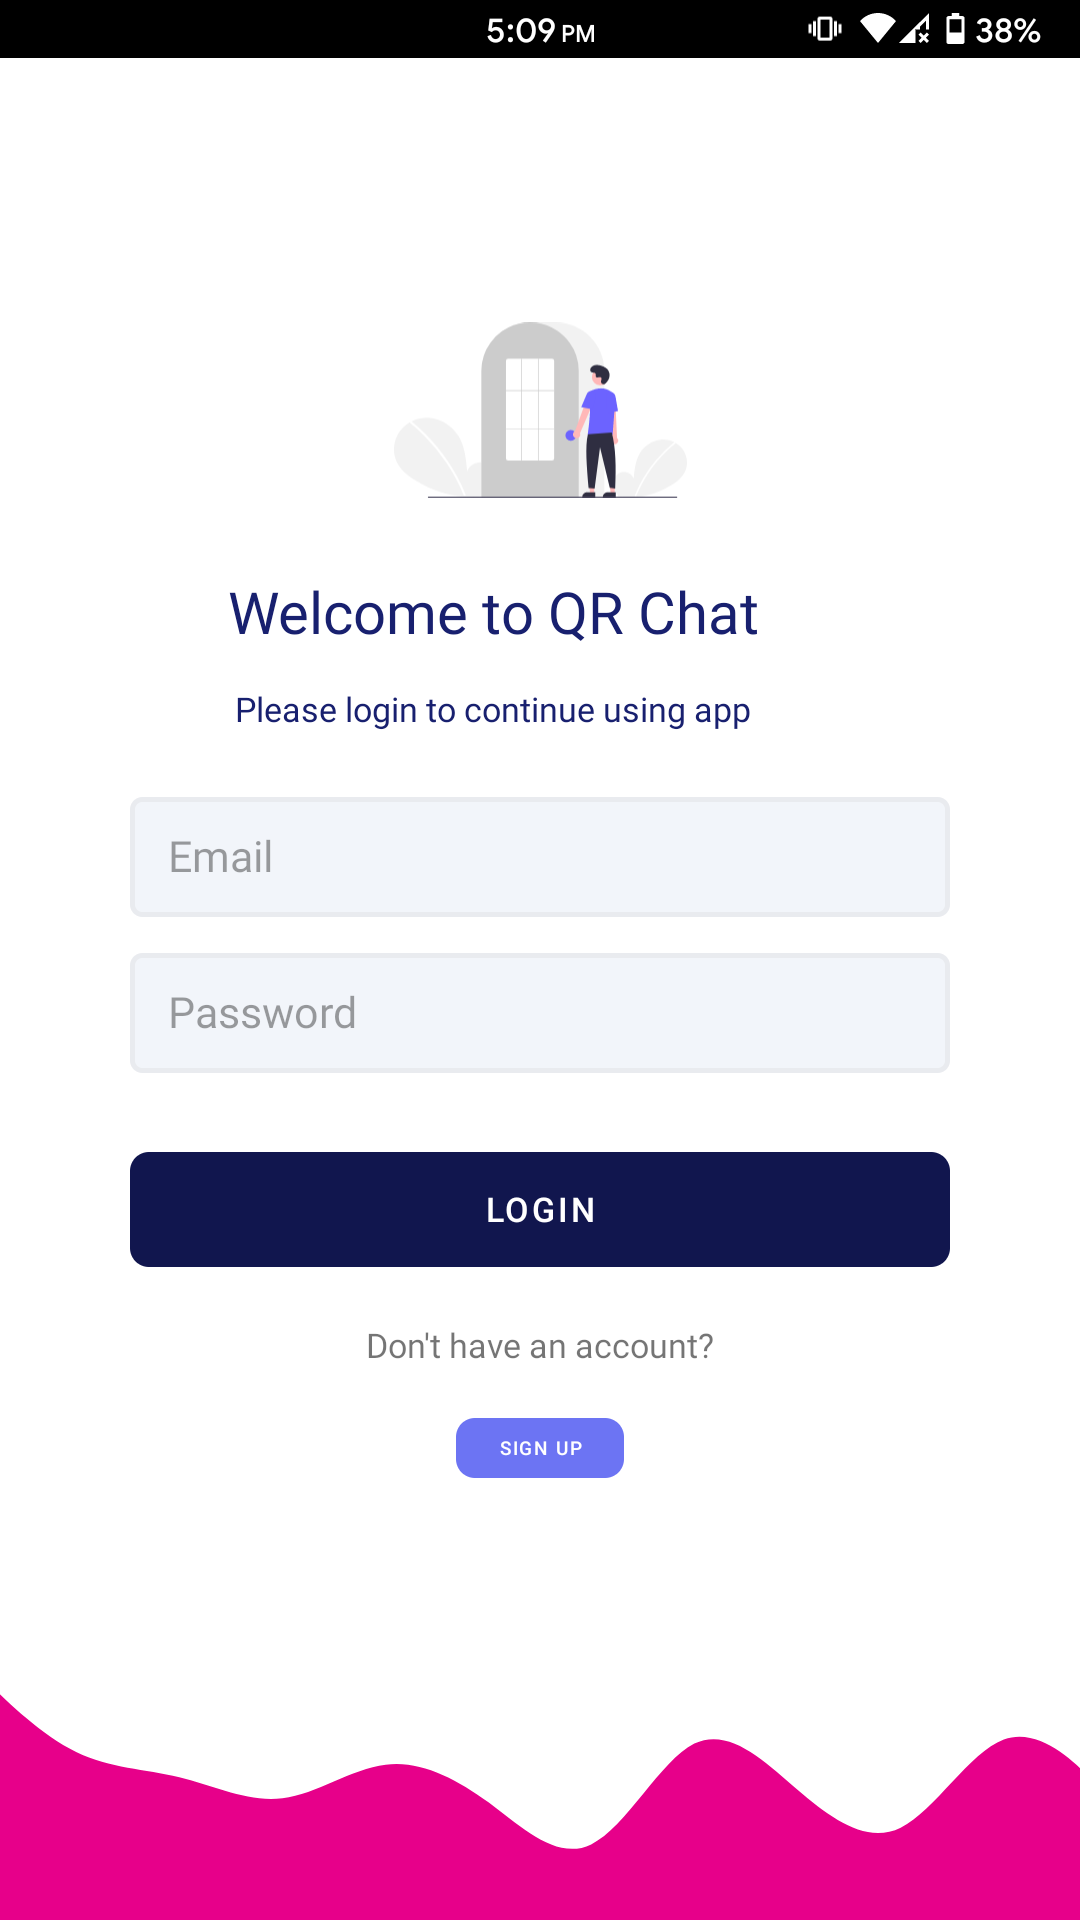 5:09 PM 38%
Welcome to QR Chat
Please login to continue using app
Email
Password
LOGIN
Don't have an account?
SIGN UP